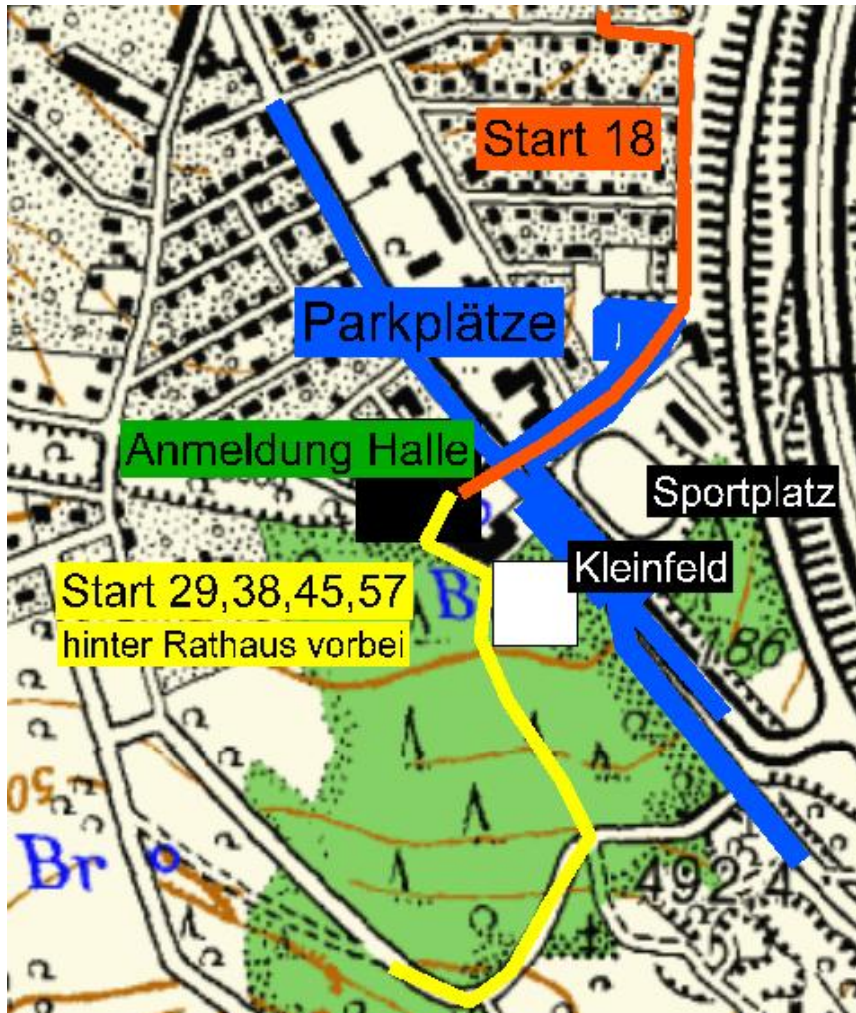 Start 18
Parkplätze
Anmeldung Halle
Sportplatz
Kleinfeld
Start 29,38,45,57
hinter Rathaus vorbei
B
186
50
Br
492.4